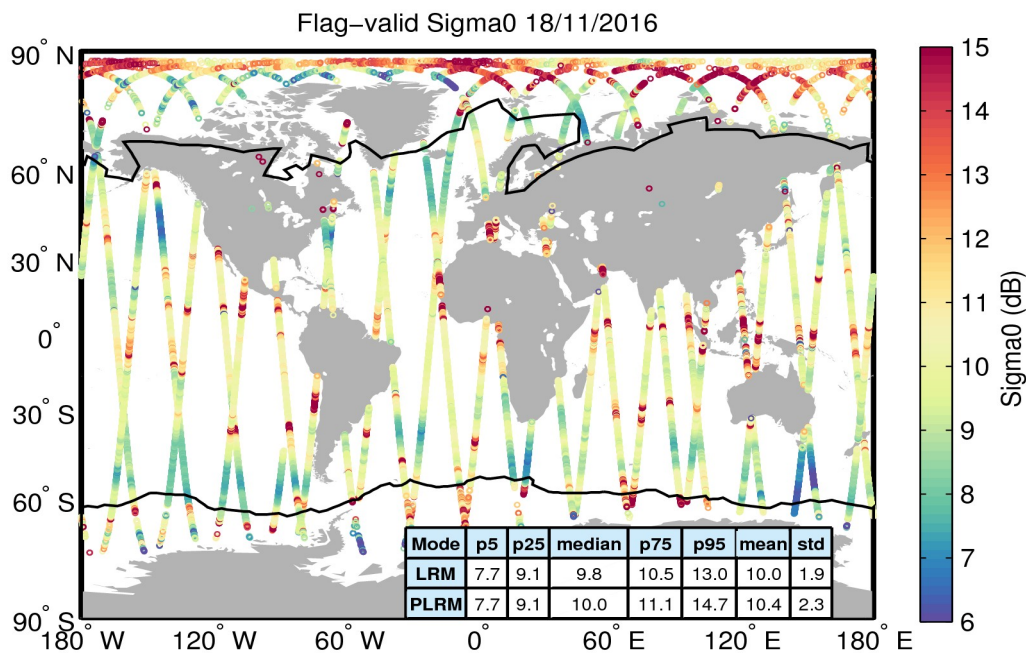 Flag-valid Sigma0 18/11/2016
90° N
60° N
30° N
0°
30° S
60° S
90° S
180° W
120° W
60° W
0°
60° E
120° E
180° E
Mode p5 p25 median p75 p95 mean std
LRM 7.7 9.1 9.8 10.5 13.0 10.0 1.9
PLRM 7.7 9.1 10.0 11.1 14.7 10.4 2.3
15
14
13
12
11
10
9
8
7
6
Sigma0 (dB)